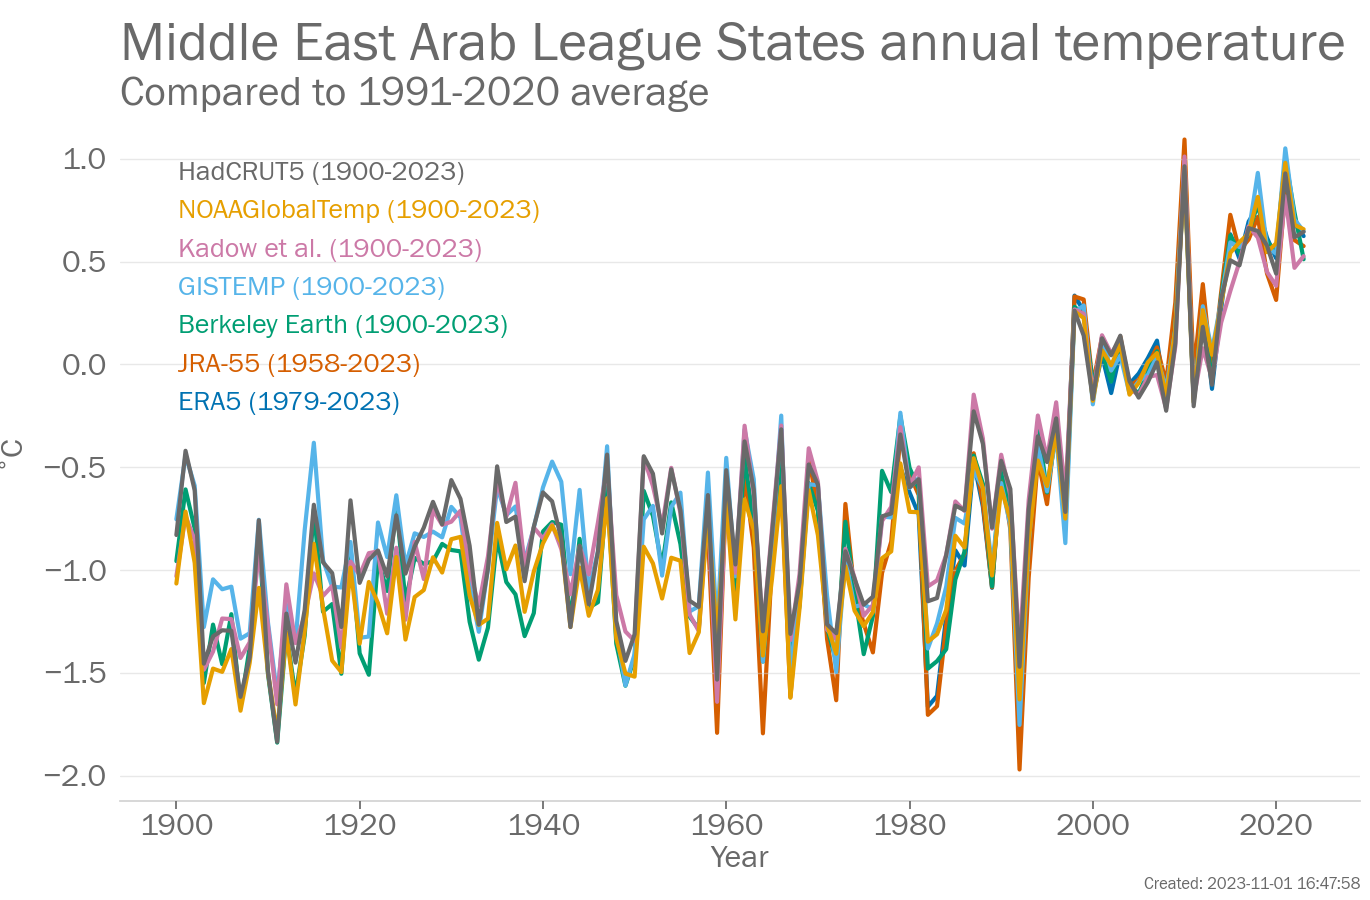 Middle East Arab League States annual temperature
Compared to 1991-2020 average
HadCRUT5 (1900-2023)
NOAAGlobalTemp (1900-2023)
Kadow et al. (1900-2023)
GISTEMP (1900-2023)
Berkeley Earth (1900-2023)
JRA-55 (1958-2023)
ERA5 (1979-2023)
1.0
0.5
0.0
−0.5
−1.0
−1.5
−2.0
°C
1900 1920 1940 1960 1980 2000 2020
Year
Created: 2023-11-01 16:47:58